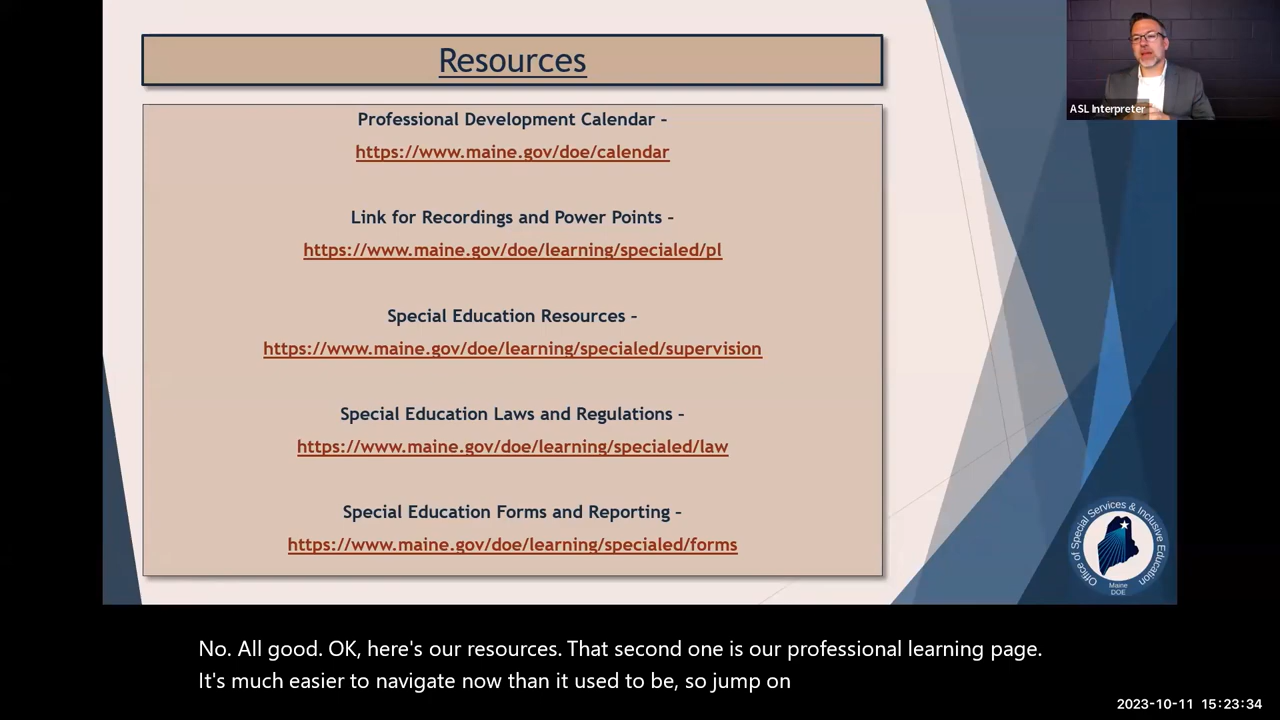 Resources
Professional Development Calendar –
https://www.maine.gov/doe/calendar
Link for Recordings and Power Points –
https://www.maine.gov/doe/learning/specialed/pl
Special Education Resources –
https://www.maine.gov/doe/learning/specialed/supervision
Special Education Laws and Regulations –
https://www.maine.gov/doe/learning/specialed/law
Special Education Forms and Reporting –
https://www.maine.gov/doe/learning/specialed/forms
ASL Interpreter
Office of Special Services & Inclusive Education
Maine
DOE
No. All good. OK, here's our resources. That second one is our professional learning page.
It's much easier to navigate now than it used to be, so jump on
2023-10-11 15:23:34